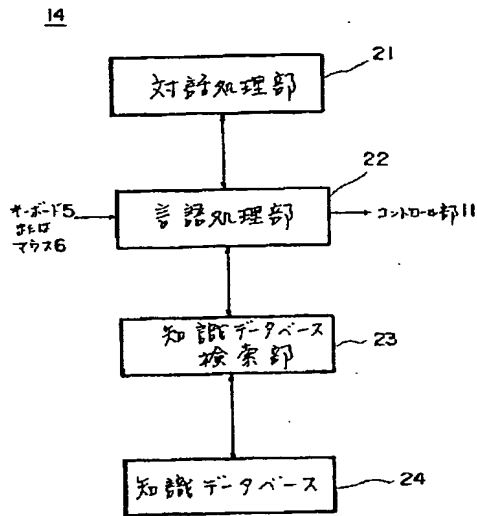 14
対話処理部
21
言語処理部
22
キーボード5
または
マウス6
コントロール部11
知識データベース
検索部
23
知識データベース
24